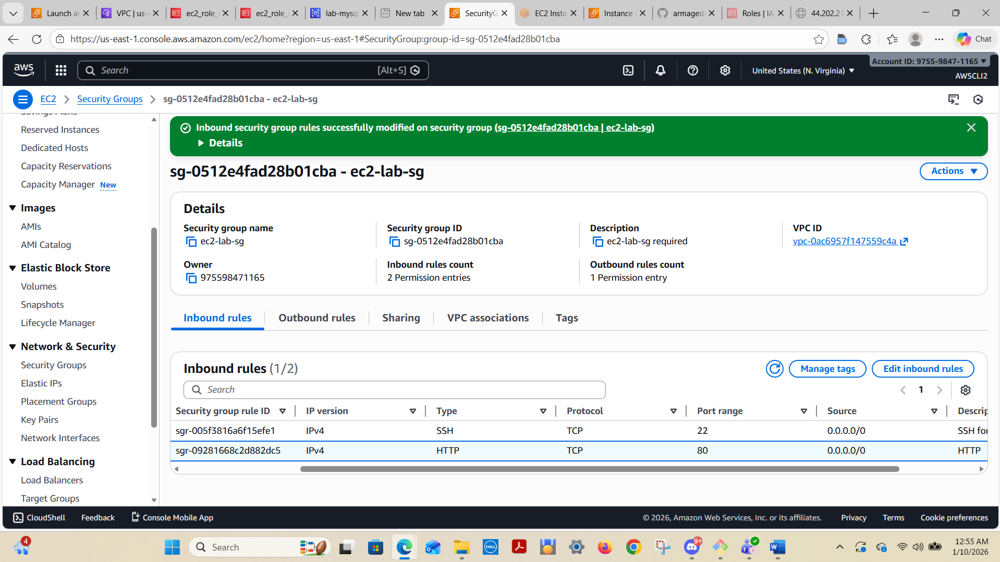 Launch a
VPC | us-e
ec2_role_
ec2_role_
lab-mysq
New tab
SecurityG
EC2 Insta
Instance
armaged
Roles | IA
44.202.21
https://us-east-1.console.aws.amazon.com/ec2/home?region=us-east-1#SecurityGroup:group-id=sg-0512e4fad28b01cba
Chat
aws
Search
[Alt+S]
United States (N. Virginia)
Account ID: 9755-9847-1165
AWSCLI2
EC2
Security Groups
sg-0512e4fad28b01cba - ec2-lab-sg
Savings Plans
Reserved Instances
Dedicated Hosts
Capacity Reservations
Capacity Manager New
Images
AMIs
AMI Catalog
Elastic Block Store
Volumes
Snapshots
Lifecycle Manager
Network & Security
Security Groups
Elastic IPs
Placement Groups
Key Pairs
Network Interfaces
Load Balancing
Load Balancers
Target Groups
Inbound security group rules successfully modified on security group (sg-0512e4fad28b01cba | ec2-lab-sg)
Details
sg-0512e4fad28b01cba - ec2-lab-sg
Actions
Details
Security group name
ec2-lab-sg
Security group ID
sg-0512e4fad28b01cba
Description
ec2-lab-sg required
VPC ID
vpc-0ac6957f147559c4a
Owner
975598471165
Inbound rules count
2 Permission entries
Outbound rules count
1 Permission entry
Inbound rules
Outbound rules
Sharing
VPC associations
Tags
Inbound rules (1/2)
Manage tags
Edit inbound rules
Search
1
Security group rule ID IP version Type Protocol Port range Source Descrip
sgr-005f3816a6f15efe1 IPv4 SSH TCP 22 0.0.0.0/0 SSH for
sgr-09281668c2d882dc5 IPv4 HTTP TCP 80 0.0.0.0/0 HTTP
CloudShell
Feedback
Console Mobile App
© 2026, Amazon Web Services, Inc. or its affiliates.
Privacy
Terms
Cookie preferences
4
Search
DELL
9+
12:55 AM
1/10/2026